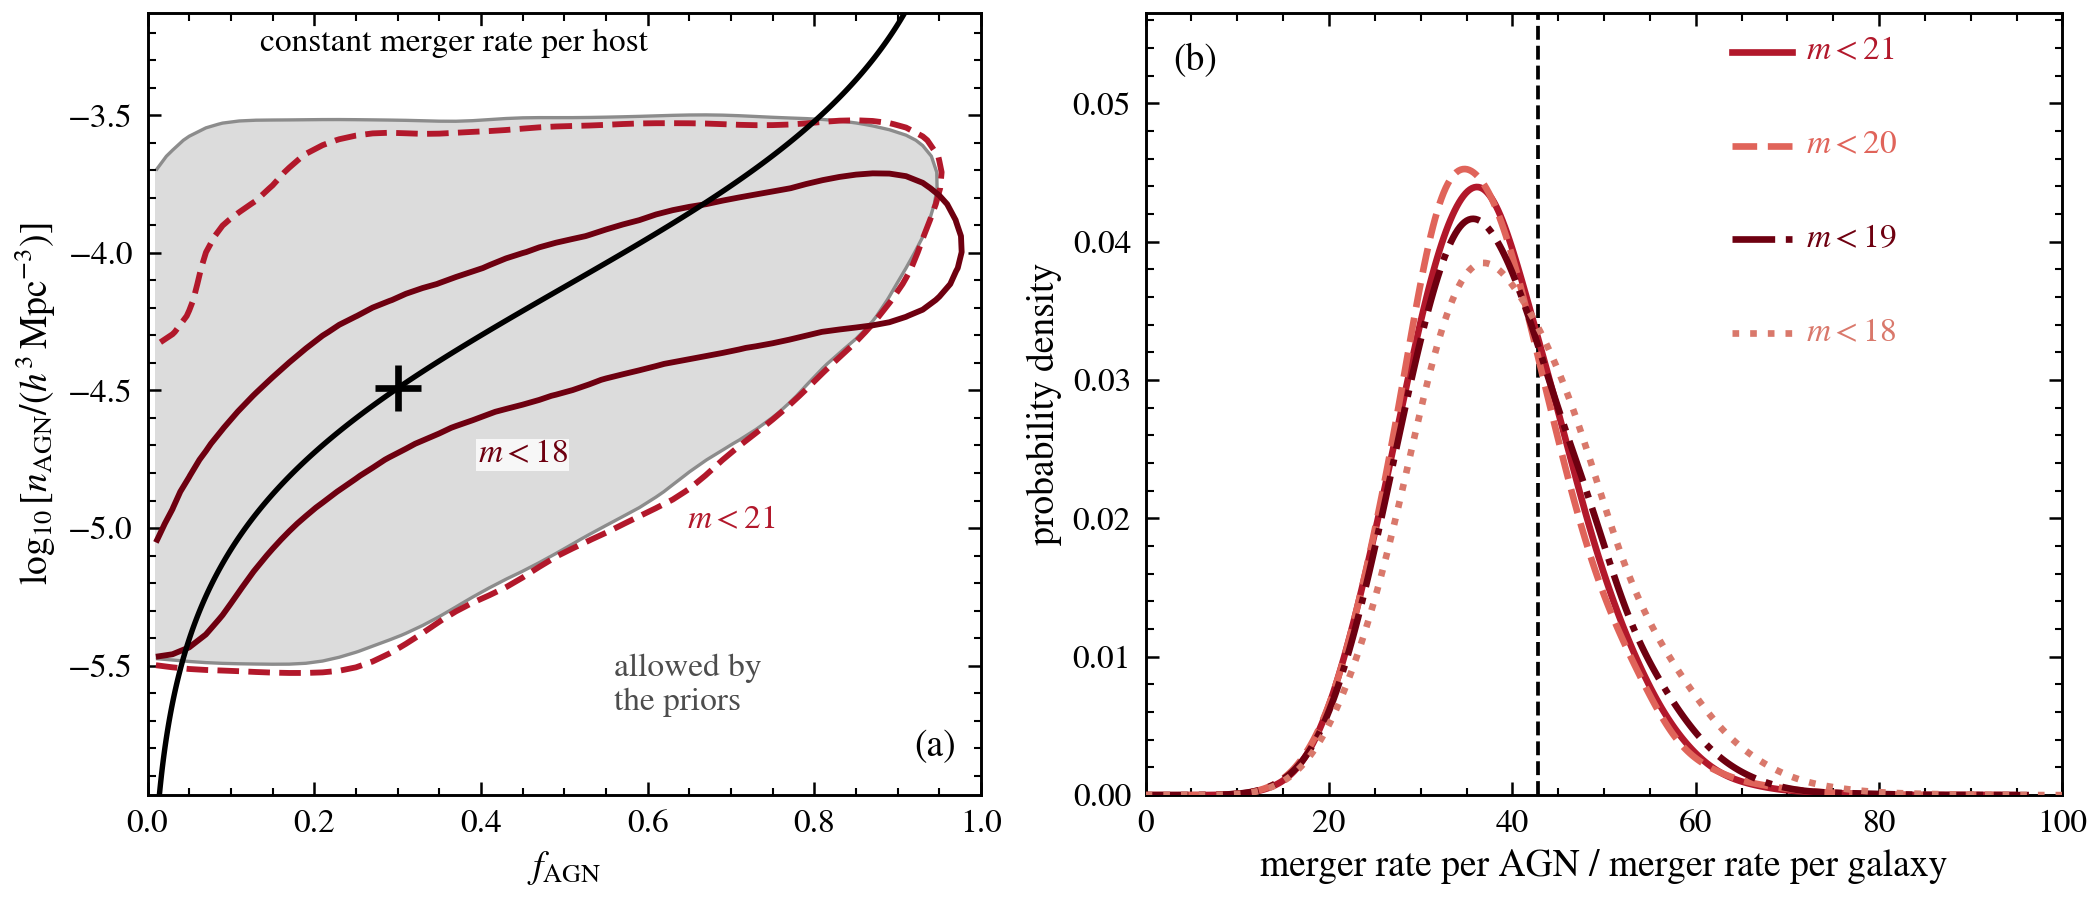 constant merger rate per host
−3.5
−4.0
−4.5
−5.0
−5.5
log₁₀ [n_AGN/(h³ Mpc⁻³)]
m < 18
m < 21
allowed by
the priors
(a)
0.0 0.2 0.4 0.6 0.8 1.0
f_AGN
(b)
m < 21
m < 20
m < 19
m < 18
0.05
0.04
0.03
0.02
0.01
0.00
probability density
0 20 40 60 80 100
merger rate per AGN / merger rate per galaxy